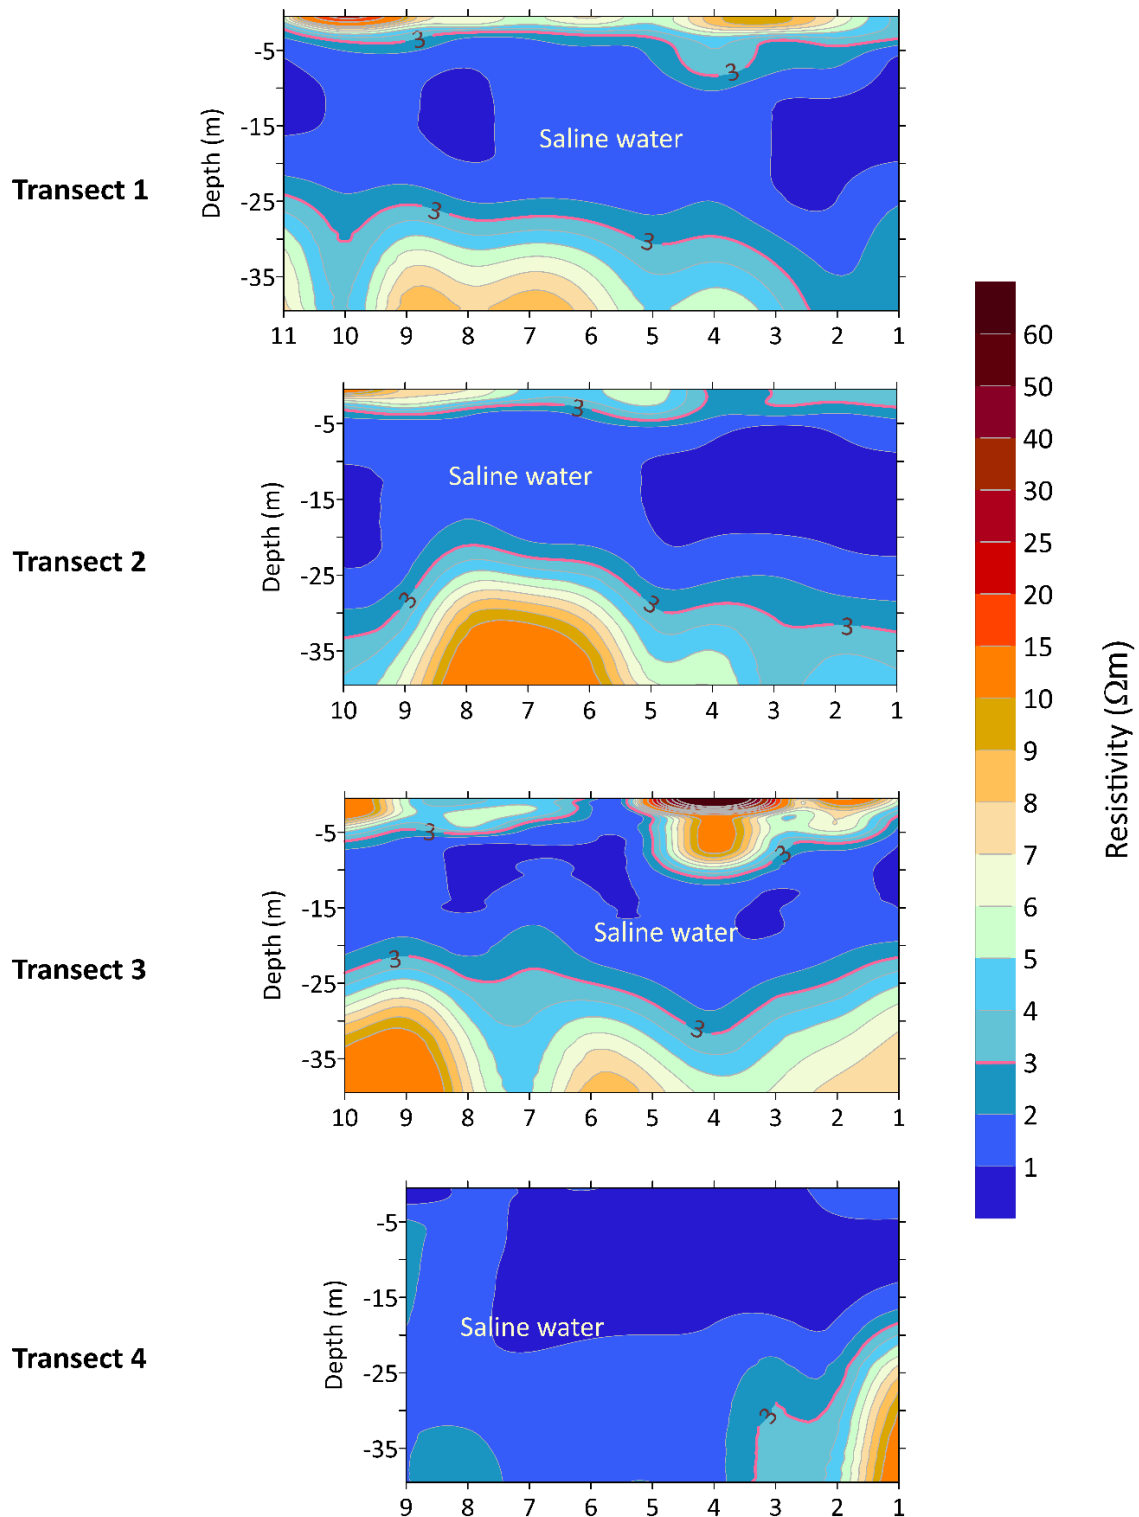 Transect 1
Depth (m)
-5
-15
-25
-35
3
3
Saline water
3
3
11 10 9 8 7 6 5 4 3 2 1
Transect 2
Depth (m)
-5
-15
-25
-35
3
Saline water
3
3
3
10 9 8 7 6 5 4 3 2 1
Transect 3
Depth (m)
-5
-15
-25
-35
3
3
Saline water
3
3
10 9 8 7 6 5 4 3 2 1
Transect 4
Depth (m)
-5
-15
-25
-35
Saline water
3
9 8 7 6 5 4 3 2 1
60
50
40
30
25
20
15
10
9
8
7
6
5
4
3
2
1
Resistivity (Ωm)